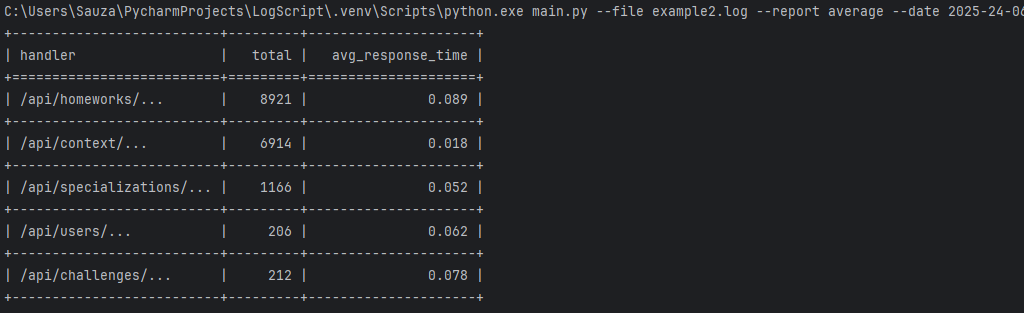 C:\Users\Sauza\PycharmProjects\LogScript\.venv\Scripts\python.exe main.py --file example2.log --report average --date 2025-24-06
+--------------------------+---------+---------------------+
| handler                  |   total |   avg_response_time |
+==========================+=========+=====================+
| /api/homeworks/...       |    8921 |               0.089 |
+--------------------------+---------+---------------------+
| /api/context/...         |    6914 |               0.018 |
+--------------------------+---------+---------------------+
| /api/specializations/... |    1166 |               0.052 |
+--------------------------+---------+---------------------+
| /api/users/...           |     206 |               0.062 |
+--------------------------+---------+---------------------+
| /api/challenges/...      |     212 |               0.078 |
+--------------------------+---------+---------------------+